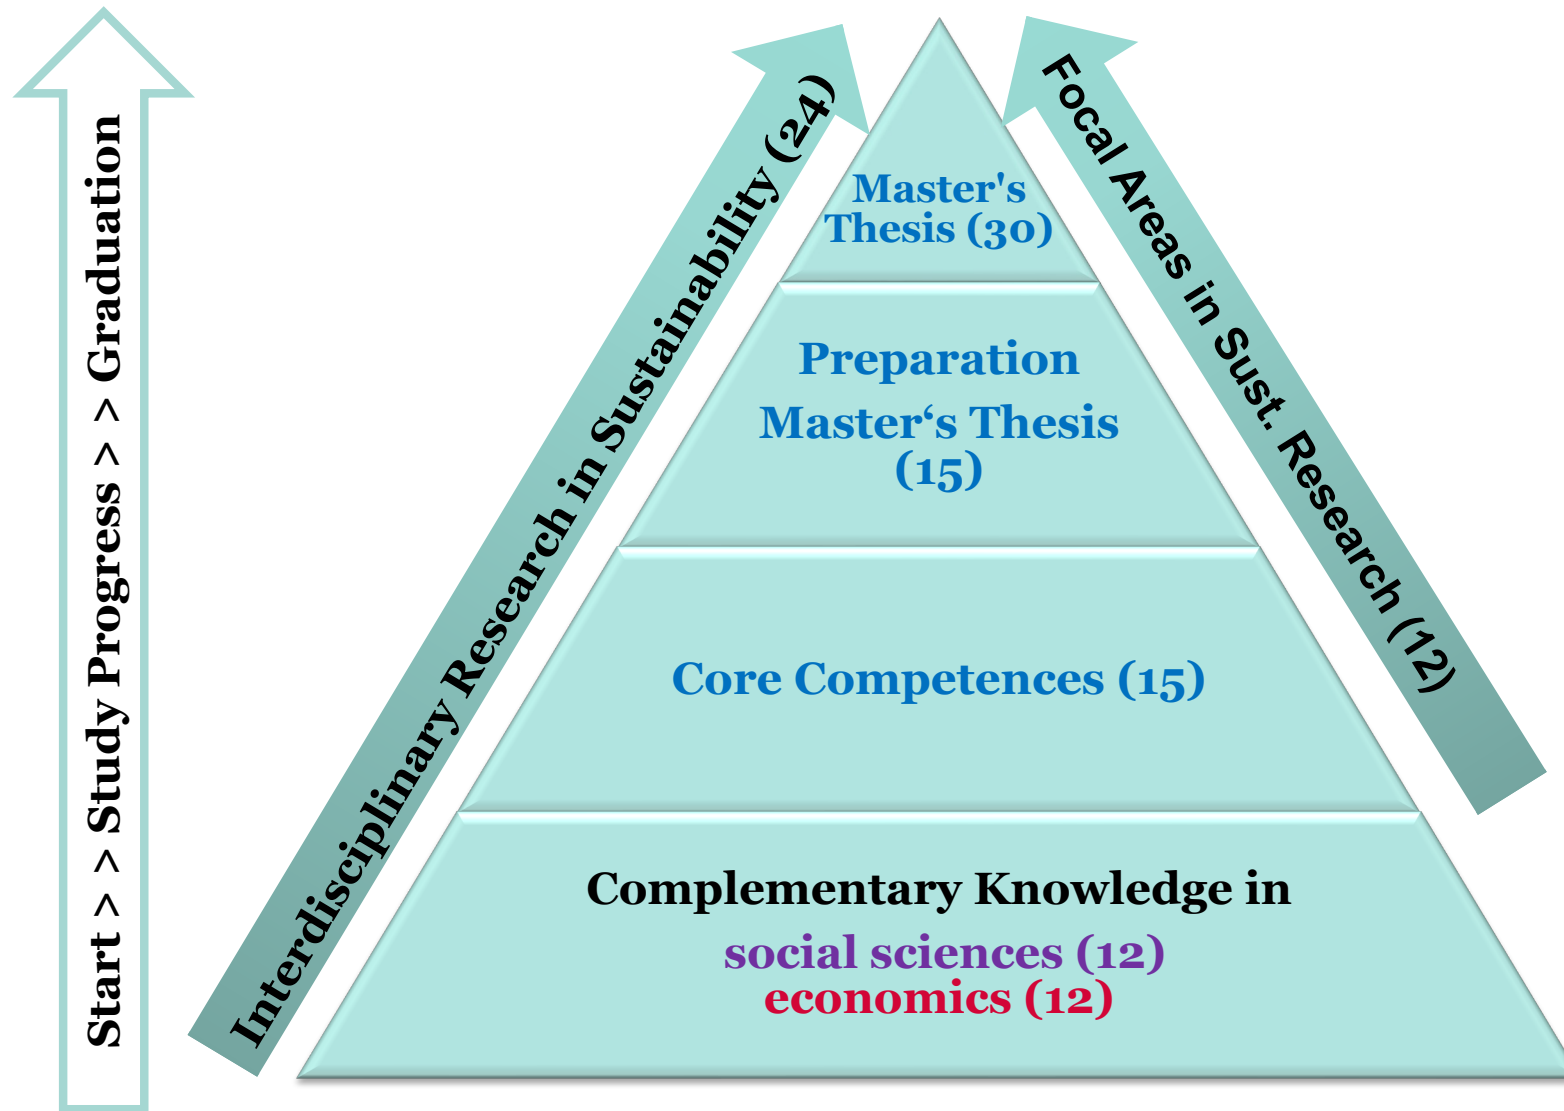 Start > > Study Progress > > Graduation
Interdisciplinary Research in Sustainability (24)
Focal Areas in Sust. Research (12)
Master's
Thesis (30)
Preparation
Master‘s Thesis
(15)
Core Competences (15)
Complementary Knowledge in
social sciences (12)
economics (12)